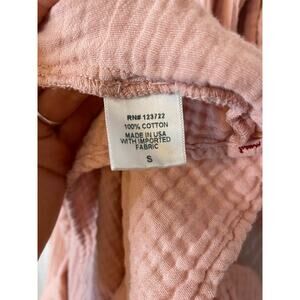 RN# 123722
100% COTTON
MADE IN USA
WITH IMPORTED
FABRIC
S